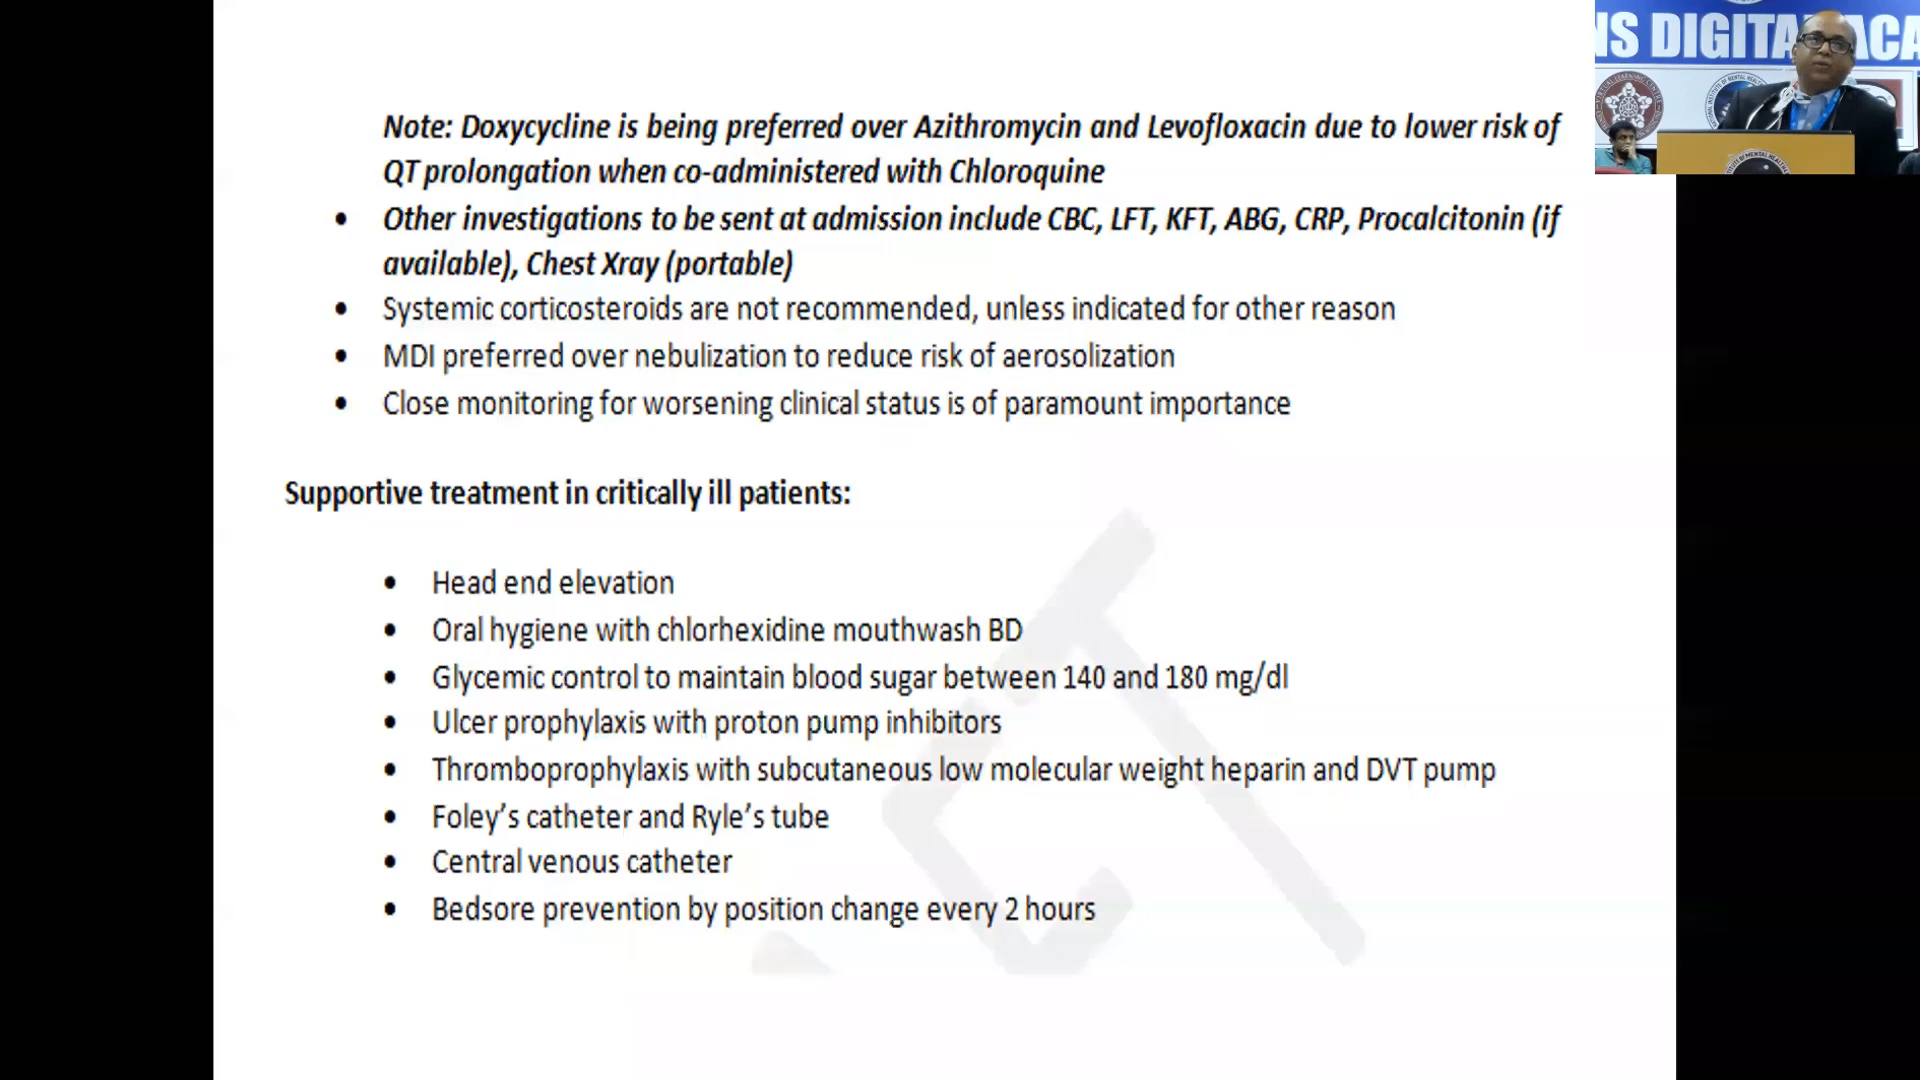 NS DIGITAL ACA
Note: Doxycycline is being preferred over Azithromycin and Levofloxacin due to lower risk of
QT prolongation when co-administered with Chloroquine
• Other investigations to be sent at admission include CBC, LFT, KFT, ABG, CRP, Procalcitonin (if
available), Chest Xray (portable)
• Systemic corticosteroids are not recommended, unless indicated for other reason
• MDI preferred over nebulization to reduce risk of aerosolization
• Close monitoring for worsening clinical status is of paramount importance
Supportive treatment in critically ill patients:
• Head end elevation
• Oral hygiene with chlorhexidine mouthwash BD
• Glycemic control to maintain blood sugar between 140 and 180 mg/dl
• Ulcer prophylaxis with proton pump inhibitors
• Thromboprophylaxis with subcutaneous low molecular weight heparin and DVT pump
• Foley’s catheter and Ryle’s tube
• Central venous catheter
• Bedsore prevention by position change every 2 hours